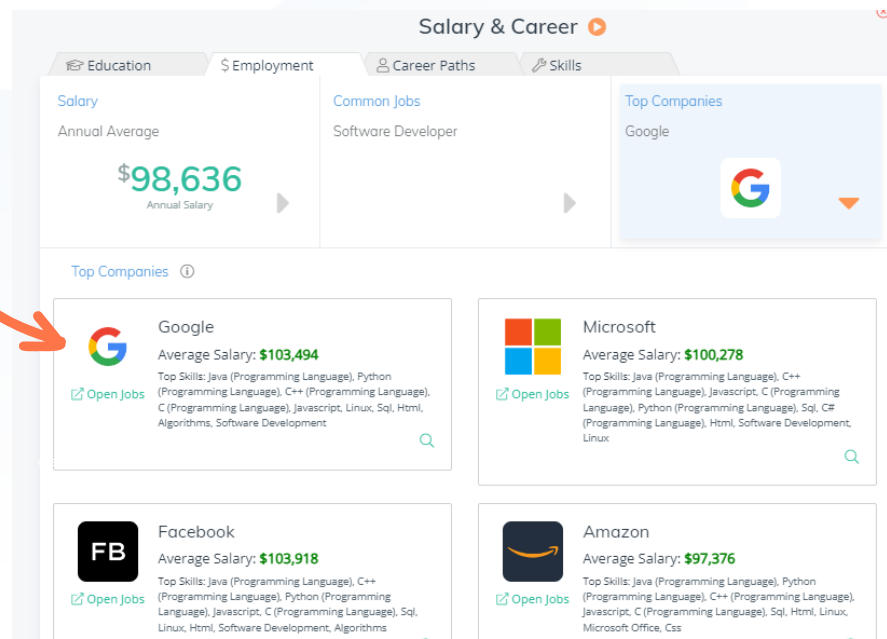 Salary & Career
Education
$ Employment
Career Paths
Skills
Salary
Annual Average
$98,636
Annual Salary
Common Jobs
Software Developer
Top Companies
Google
Top Companies
Google
Average Salary: $103,494
Top Skills: Java (Programming Language), Python
(Programming Language), C++ (Programming Language),
C (Programming Language), Javascript, Linux, Sql, Html,
Algorithms, Software Development
Open Jobs
Microsoft
Average Salary: $100,278
Top Skills: Java (Programming Language), C++
(Programming Language), Javascript, C (Programming
Language), Python (Programming Language), Sql, C#
(Programming Language), Html, Software Development,
Linux
Open Jobs
FB
Facebook
Average Salary: $103,918
Top Skills: Java (Programming Language), C++
(Programming Language), Python (Programming
Language), Javascript, C (Programming Language), Sql,
Linux, Html, Software Development, Algorithms
Open Jobs
Amazon
Average Salary: $97,376
Top Skills: Java (Programming Language), Python
(Programming Language), C++ (Programming Language),
Javascript, C (Programming Language), Sql, Html, Linux,
Microsoft Office, Css
Open Jobs